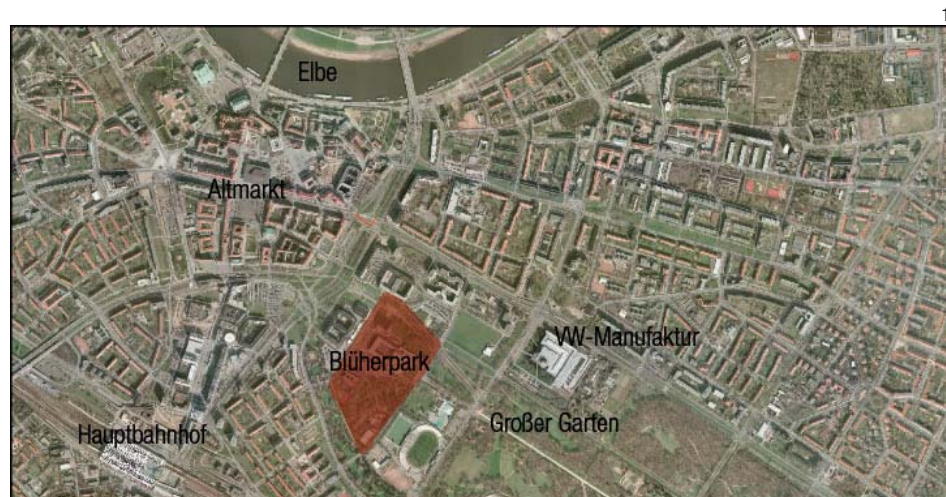 Elbe
Altmarkt
VW-Manufaktur
Blüherpark
Großer Garten
Hauptbahnhof